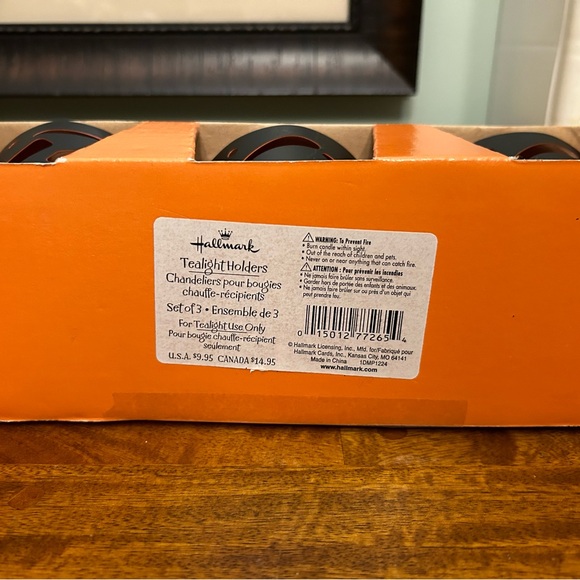 Hallmark
Tealight Holders
Chandeliers pour bougies
chauffe-récipients
Set of 3 • Ensemble de 3
For Tealight Use Only
Pour bougie chauffe-récipient
seulement
U.S.A. $9.95 CANADA $14.95
WARNING: To Prevent Fire
• Burn candle within sight.
• Out of the reach of children and pets.
• Never on or near anything that can catch fire.
ATTENTION : Pour prévenir les incendies
• Ne jamais faire brûler sans surveillance.
• Garder hors de portée des enfants et des animaux.
• Ne jamais faire brûler sur ou près d'un objet qui
peut prendre feu.
0 15012 77265 4
© Hallmark Licensing, Inc., Mfd. for/Fabriqué pour
Hallmark Cards, Inc., Kansas City, MO 64141
Made in China 1DMP1224
www.hallmark.com